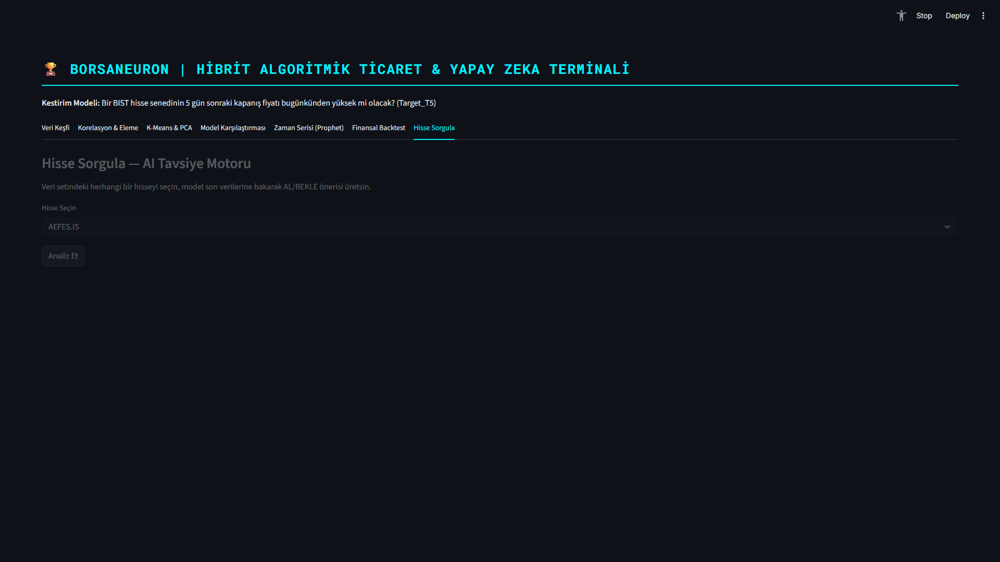 Stop Deploy
BORSANEURON | HİBRİT ALGORİTMİK TİCARET & YAPAY ZEKA TERMİNALİ
Kestirim Modeli: Bir BIST hisse senedinin 5 gün sonraki kapanış fiyatı bugünkünden yüksek mi olacak? (Target_T5)
Veri Keşfi Korelasyon & Eleme K-Means & PCA Model Karşılaştırması Zaman Serisi (Prophet) Finansal Backtest Hisse Sorgula
Hisse Sorgula — AI Tavsiye Motoru
Veri setindeki herhangi bir hisseyi seçin, model son verilerine bakarak AL/BEKLE önerisi üretsin.
Hisse Seçin
AEFES.IS
Analiz Et